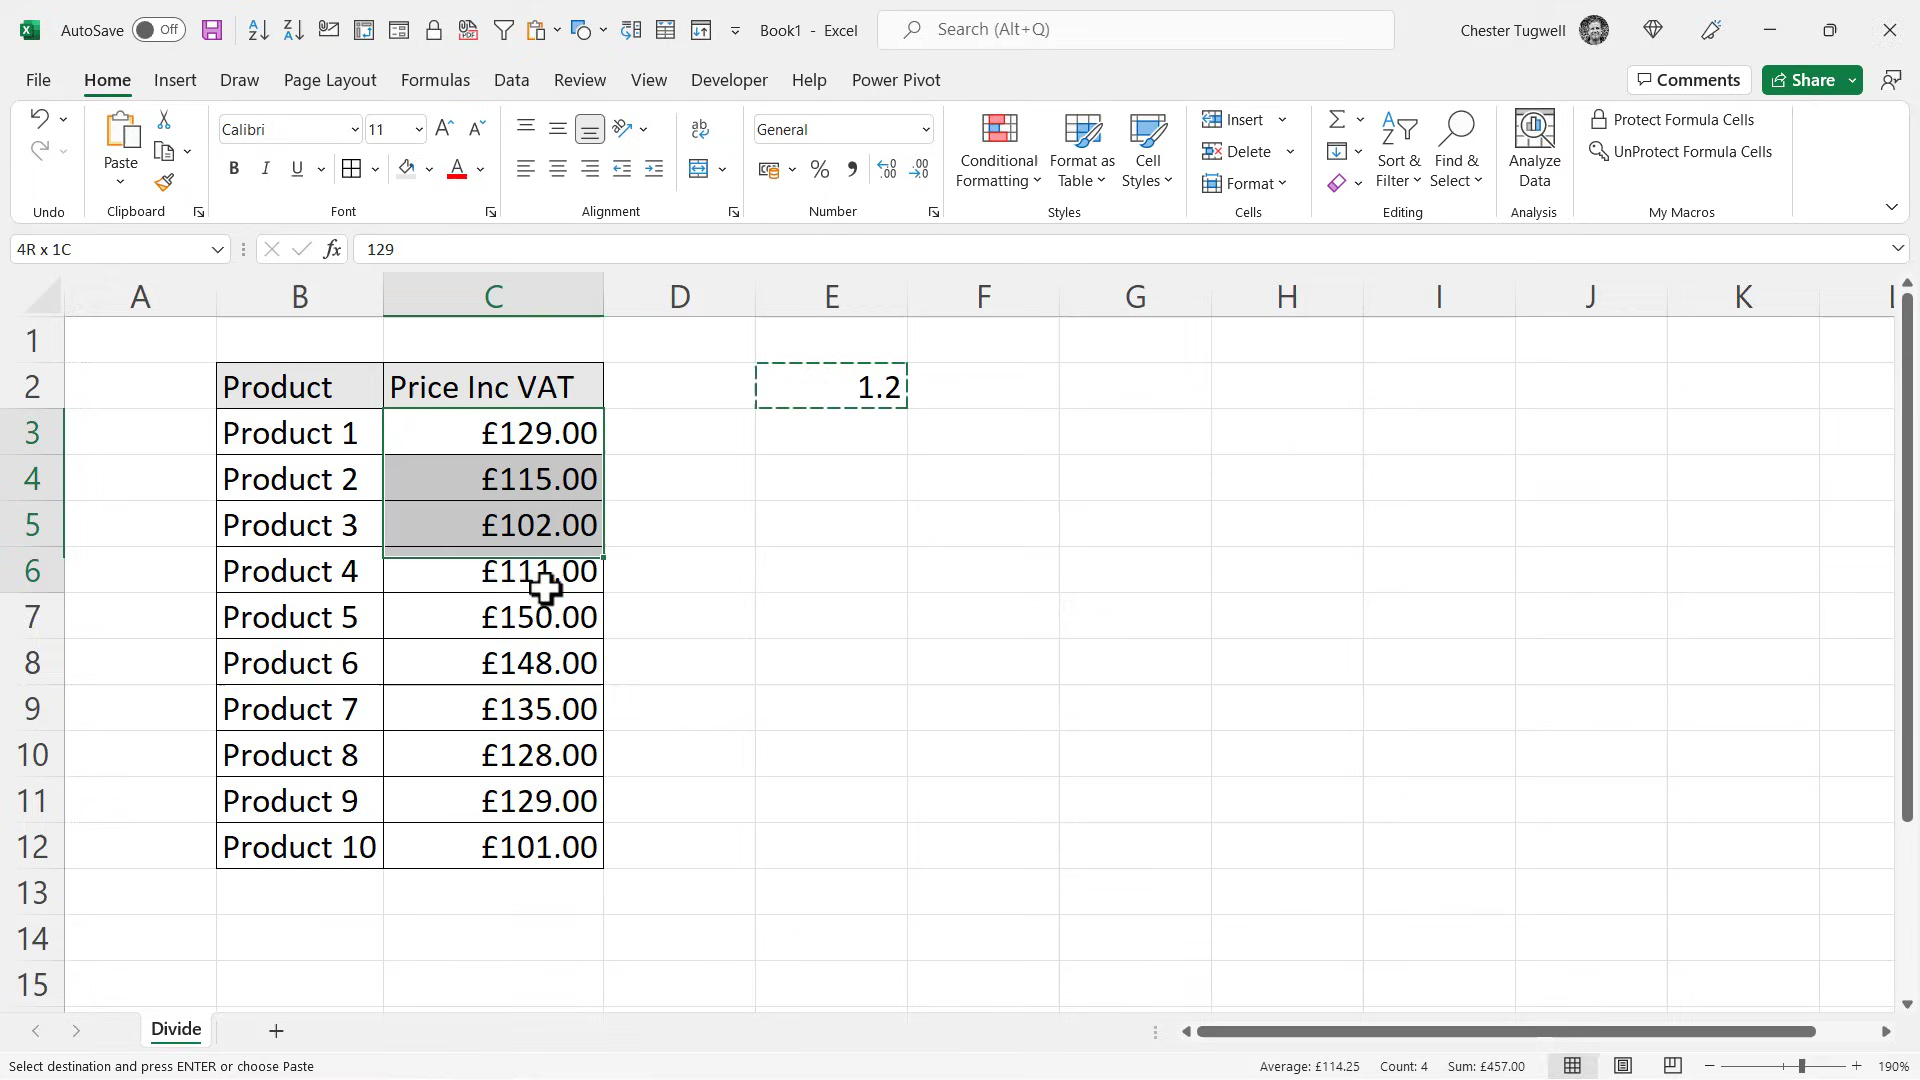 AutoSave Off Book1 - Excel Search (Alt+Q) Chester Tugwell
File Home Insert Draw Page Layout Formulas Data Review View Developer Help Power Pivot Comments Share
Calibri 11 General Insert Protect Formula Cells
Paste Conditional Formatting Format as Table Cell Styles Delete Sort & Filter Find & Select Analyze Data UnProtect Formula Cells
B I U Format
Undo Clipboard Font Alignment Number Styles Cells Editing Analysis My Macros
4R x 1C fx 129
A B C D E F G H I J K L
1
2 Product Price Inc VAT 1.2
3 Product 1 £129.00
4 Product 2 £115.00
5 Product 3 £102.00
6 Product 4 £111.00
7 Product 5 £150.00
8 Product 6 £148.00
9 Product 7 £135.00
10 Product 8 £128.00
11 Product 9 £129.00
12 Product 10 £101.00
13
14
15
Divide
Select destination and press ENTER or choose Paste Average: £114.25 Count: 4 Sum: £457.00 190%